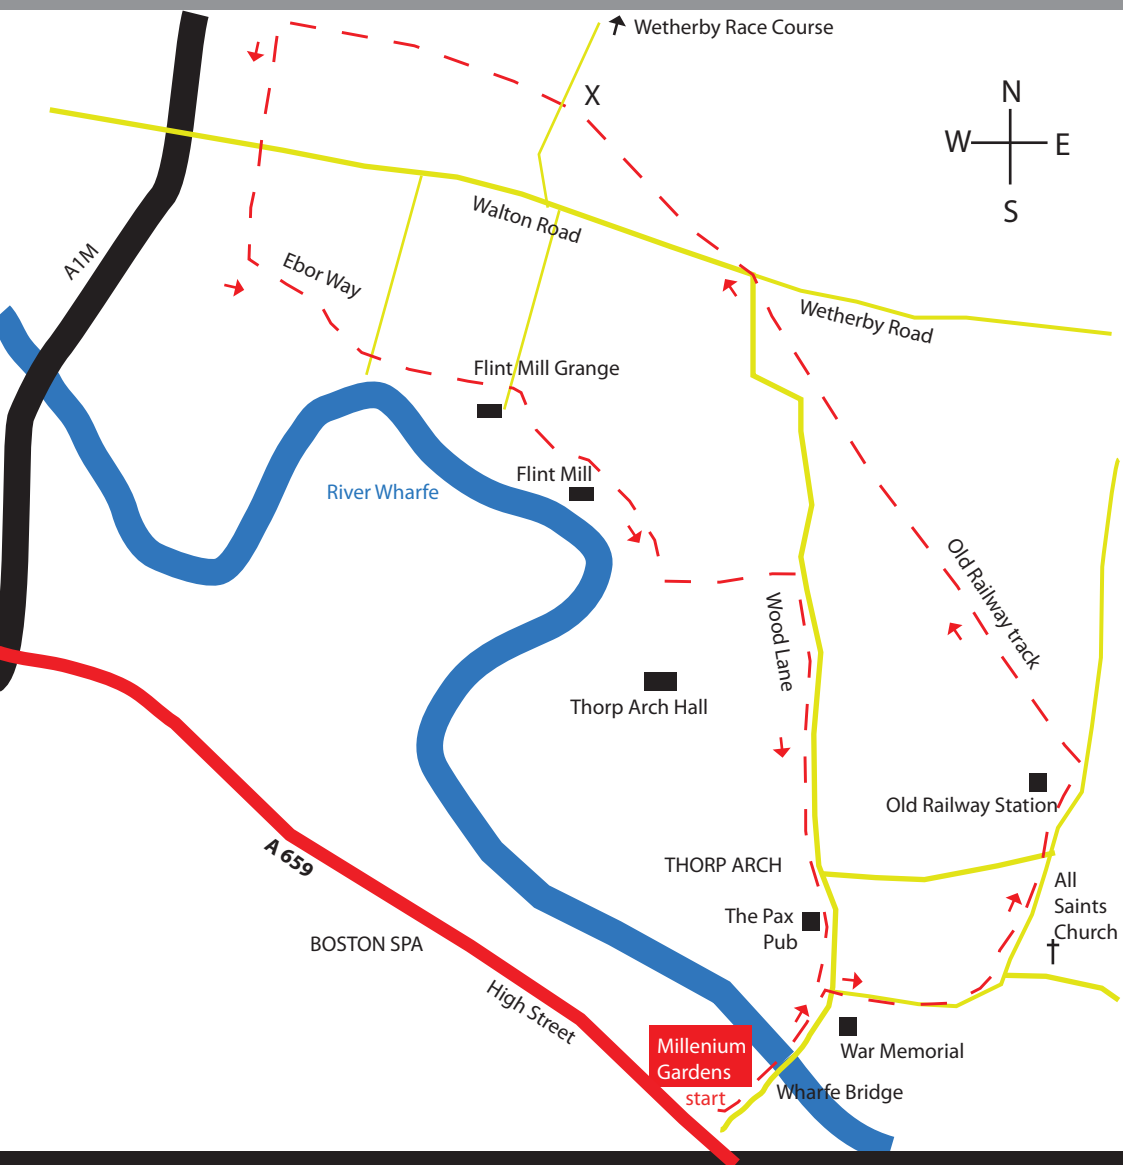 Wetherby Race Course
X
N
W
E
S
Walton Road
A1M
Ebor Way
Wetherby Road
Flint Mill Grange
Flint Mill
River Wharfe
Old Railway track
Wood Lane
Thorp Arch Hall
Old Railway Station
A 659
THORP ARCH
All
Saints
Church
The Pax
Pub
BOSTON SPA
High Street
Millenium
Gardens
start
War Memorial
Wharfe Bridge